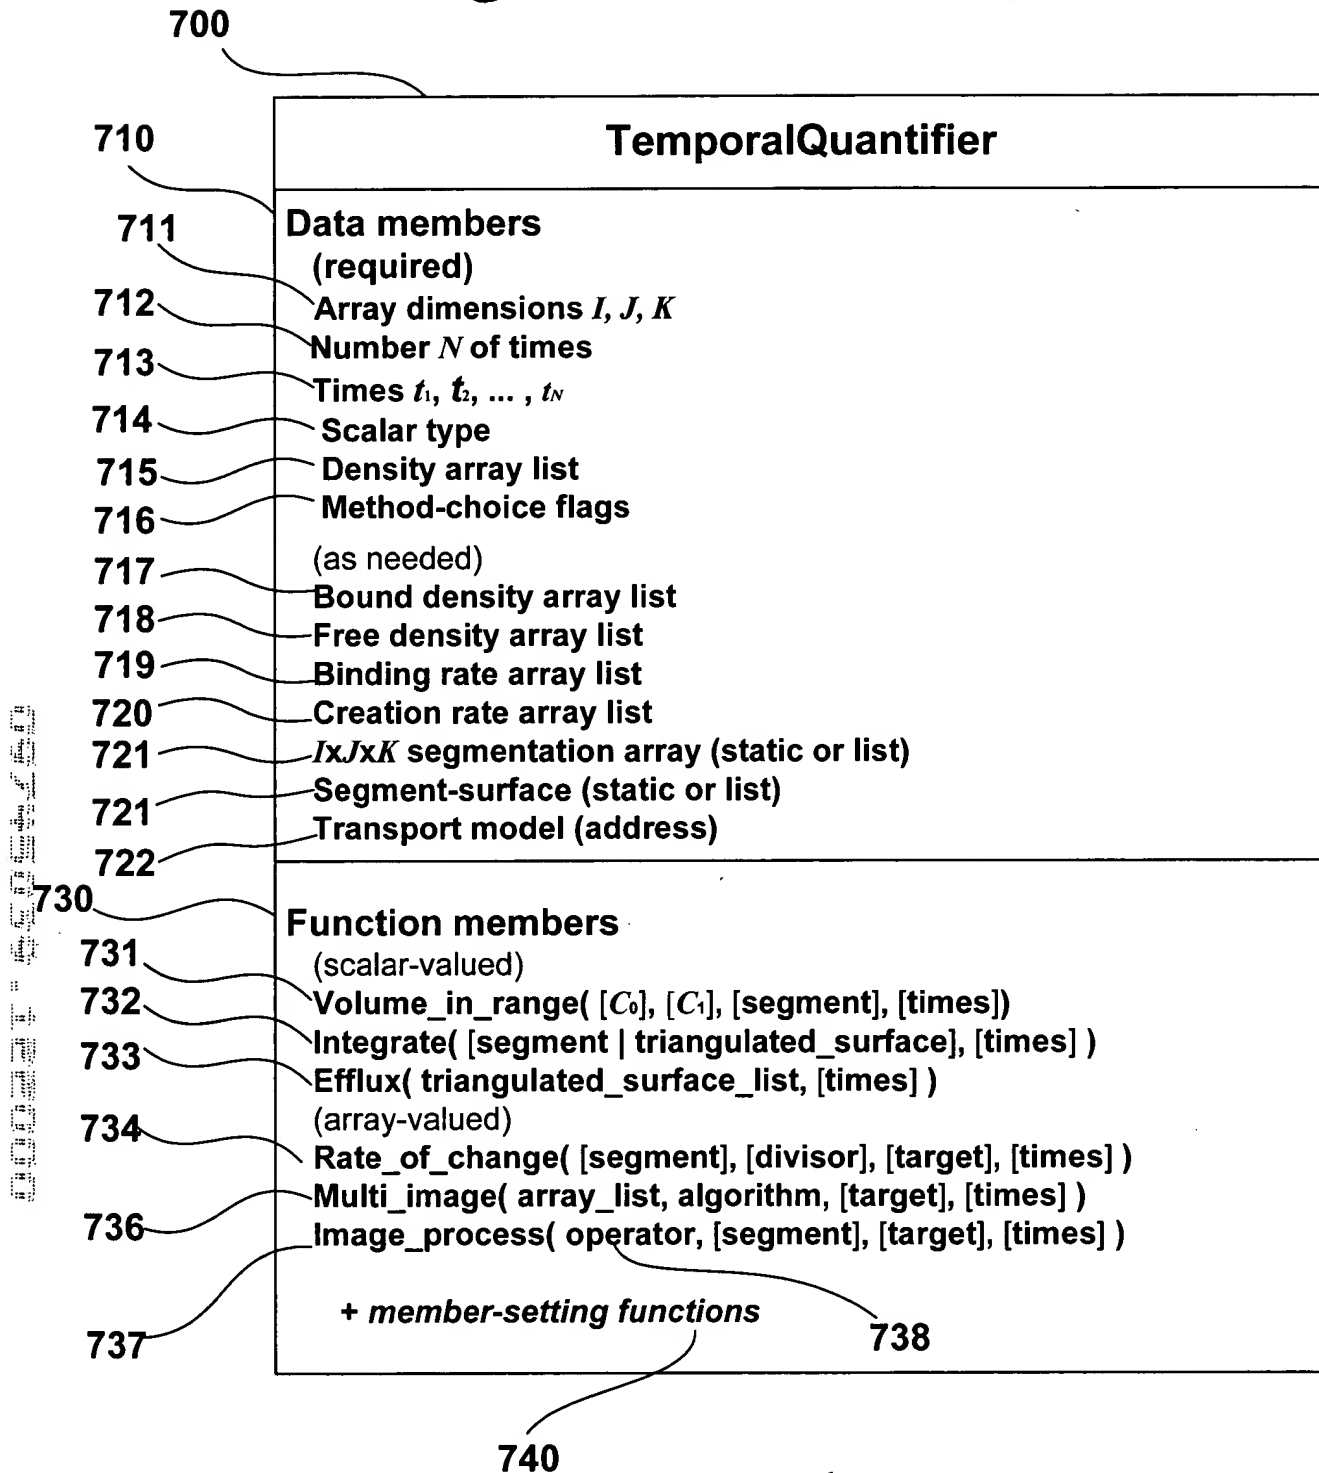 700
TemporalQuantifier
710
Data members
711
(required)
712
Array dimensions I, J, K
Number N of times
713
Times t₁, t₂, ... , tN
714
Scalar type
715
Density array list
716
Method-choice flags
(as needed)
717
Bound density array list
718
Free density array list
719
Binding rate array list
720
Creation rate array list
721
IxJxK segmentation array (static or list)
721
Segment-surface (static or list)
Transport model (address)
722
730
Function members
731
(scalar-valued)
732
Volume_in_range( [C₀], [C₁], [segment], [times])
Integrate( [segment | triangulated_surface], [times] )
733
Efflux( triangulated_surface_list, [times] )
(array-valued)
734
Rate_of_change( [segment], [divisor], [target], [times] )
Multi_image( array_list, algorithm, [target], [times] )
736
Image_process( operator, [segment], [target], [times] )
+ member-setting functions
737
738
740